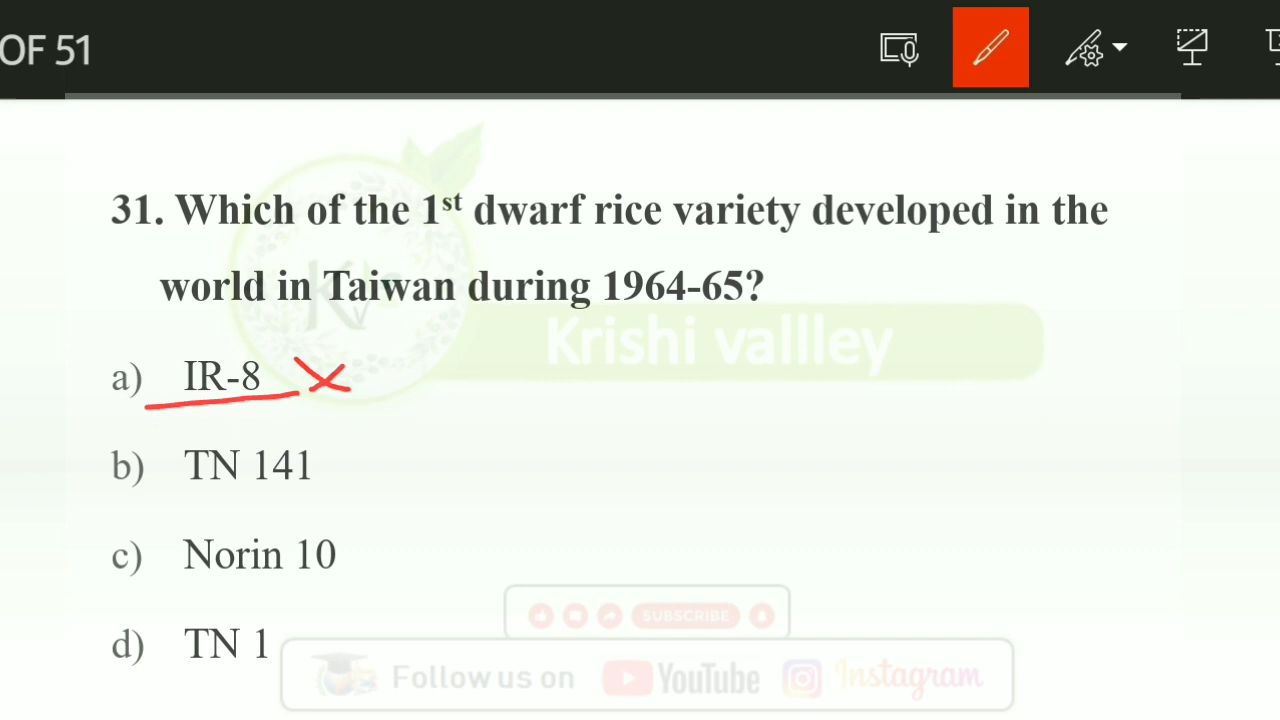 OF 51
31. Which of the 1st dwarf rice variety developed in the
world in Taiwan during 1964-65?
Krishi vallley
a) IR-8
b) TN 141
c) Norin 10
SUBSCRIBE
d) TN 1
Follow us on YouTube Instagram